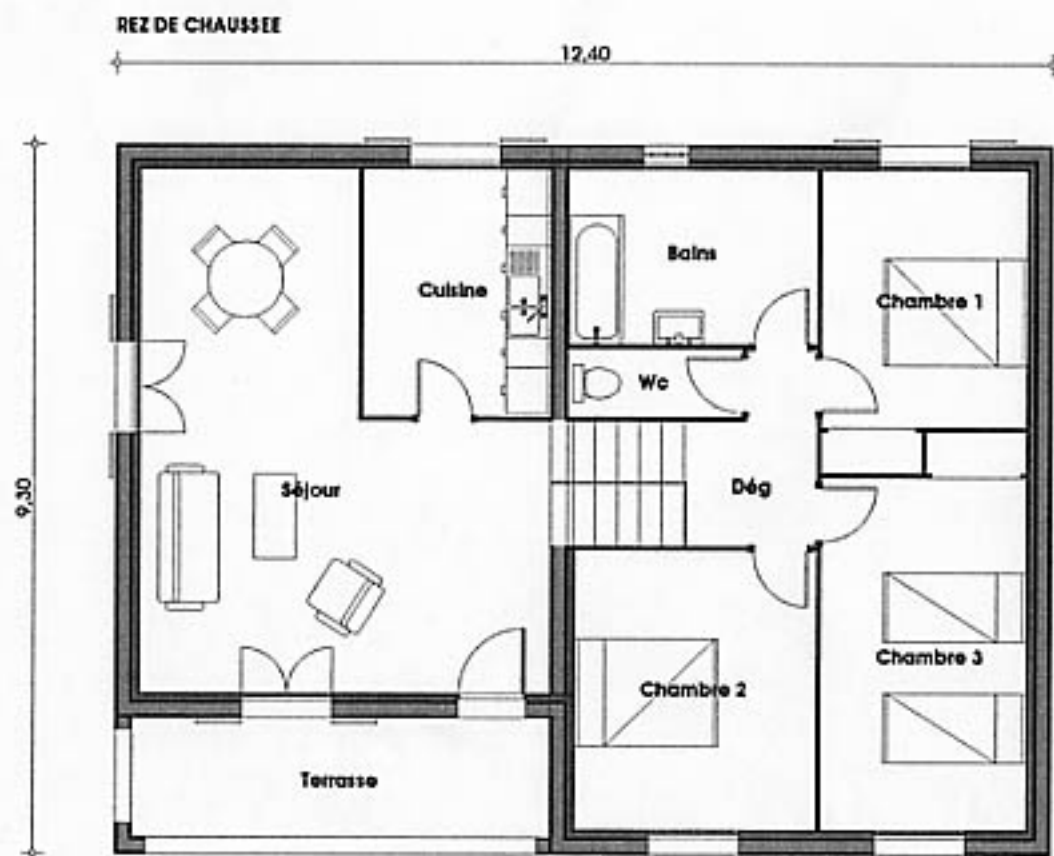 REZ DE CHAUSSEE
12,40
9,30
Cuisine
Bains
Chambre 1
Wc
Séjour
Dég
Chambre 2
Chambre 3
Terrasse